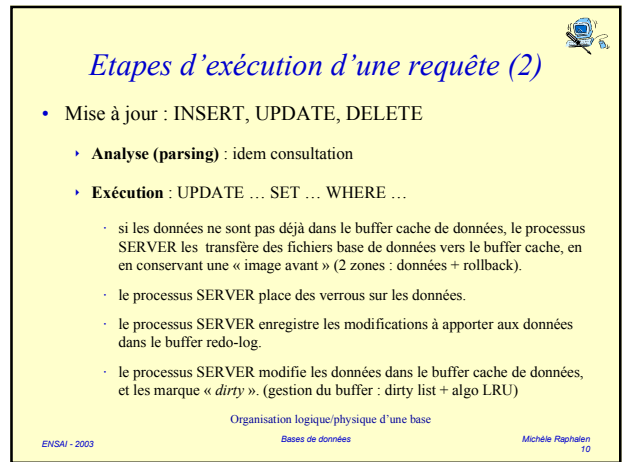 Etapes d’exécution d’une requête (2)
• Mise à jour : INSERT, UPDATE, DELETE
‣ Analyse (parsing) : idem consultation
‣ Exécution : UPDATE … SET … WHERE …
· si les données ne sont pas déjà dans le buffer cache de données, le processus
SERVER les transfère des fichiers base de données vers le buffer cache, en
en conservant une « image avant » (2 zones : données + rollback).
· le processus SERVER place des verrous sur les données.
· le processus SERVER enregistre les modifications à apporter aux données
dans le buffer redo-log.
· le processus SERVER modifie les données dans le buffer cache de données,
et les marque « dirty ». (gestion du buffer : dirty list + algo LRU)
Organisation logique/physique d’une base
ENSAI - 2003 Bases de données Michèle Raphalen
10